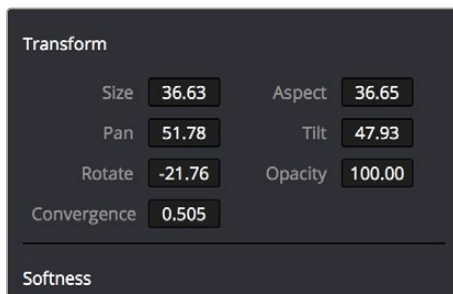 Transform
Size 36.63 Aspect 36.65
Pan 51.78 Tilt 47.93
Rotate -21.76 Opacity 100.00
Convergence 0.505
Softness